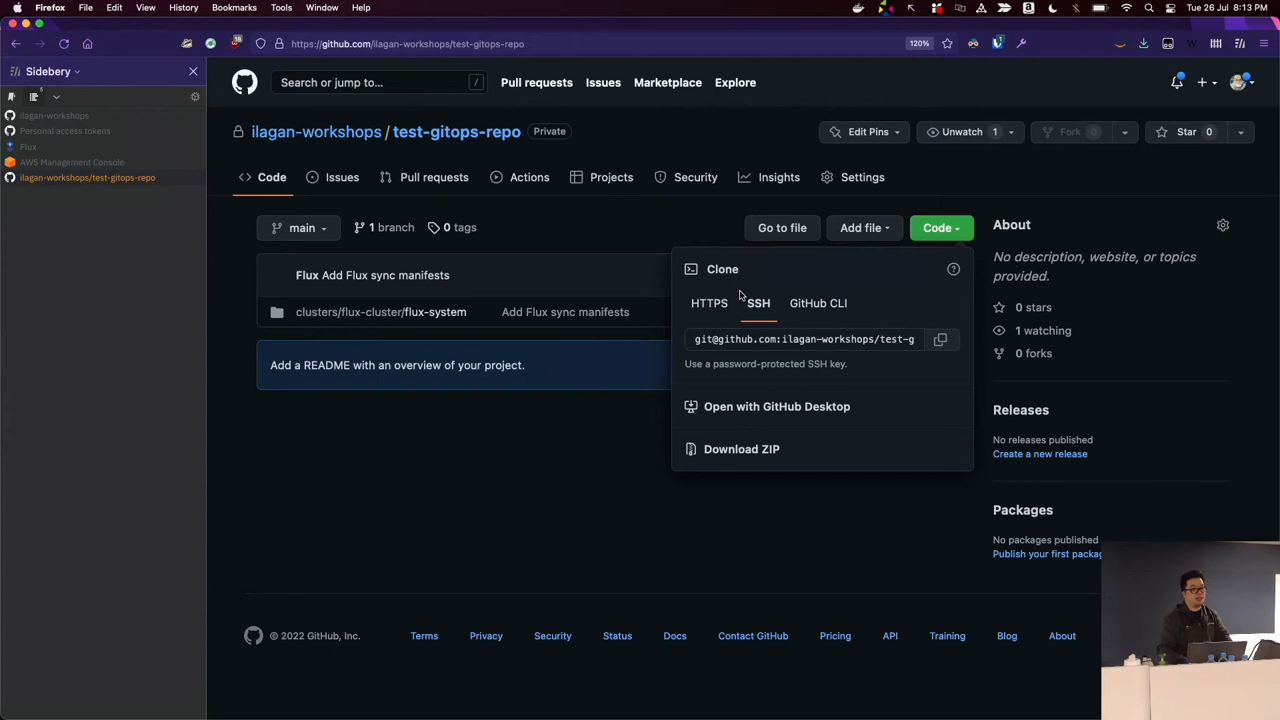 Firefox File Edit View History Bookmarks Tools Window Help
Tue 26 Jul 8:13 PM
https://github.com/ilagan-workshops/test-gitops-repo
120%
Sidebery
ilagan-workshops
Personal access tokens
Flux
AWS Management Console
ilagan-workshops/test-gitops-repo
Search or jump to... /
Pull requests Issues Marketplace Explore
ilagan-workshops / test-gitops-repo Private
Edit Pins Unwatch 1 Fork 0 Star 0
Code Issues Pull requests Actions Projects Security Insights Settings
main 1 branch 0 tags Go to file Add file Code
Flux Add Flux sync manifests
clusters/flux-cluster/flux-system Add Flux sync manifests
Add a README with an overview of your project.
Clone
HTTPS SSH GitHub CLI
git@github.com:ilagan-workshops/test-g
Use a password-protected SSH key.
Open with GitHub Desktop
Download ZIP
About
No description, website, or topics
provided.
0 stars
1 watching
0 forks
Releases
No releases published
Create a new release
Packages
No packages published
Publish your first packag
© 2022 GitHub, Inc. Terms Privacy Security Status Docs Contact GitHub Pricing API Training Blog About